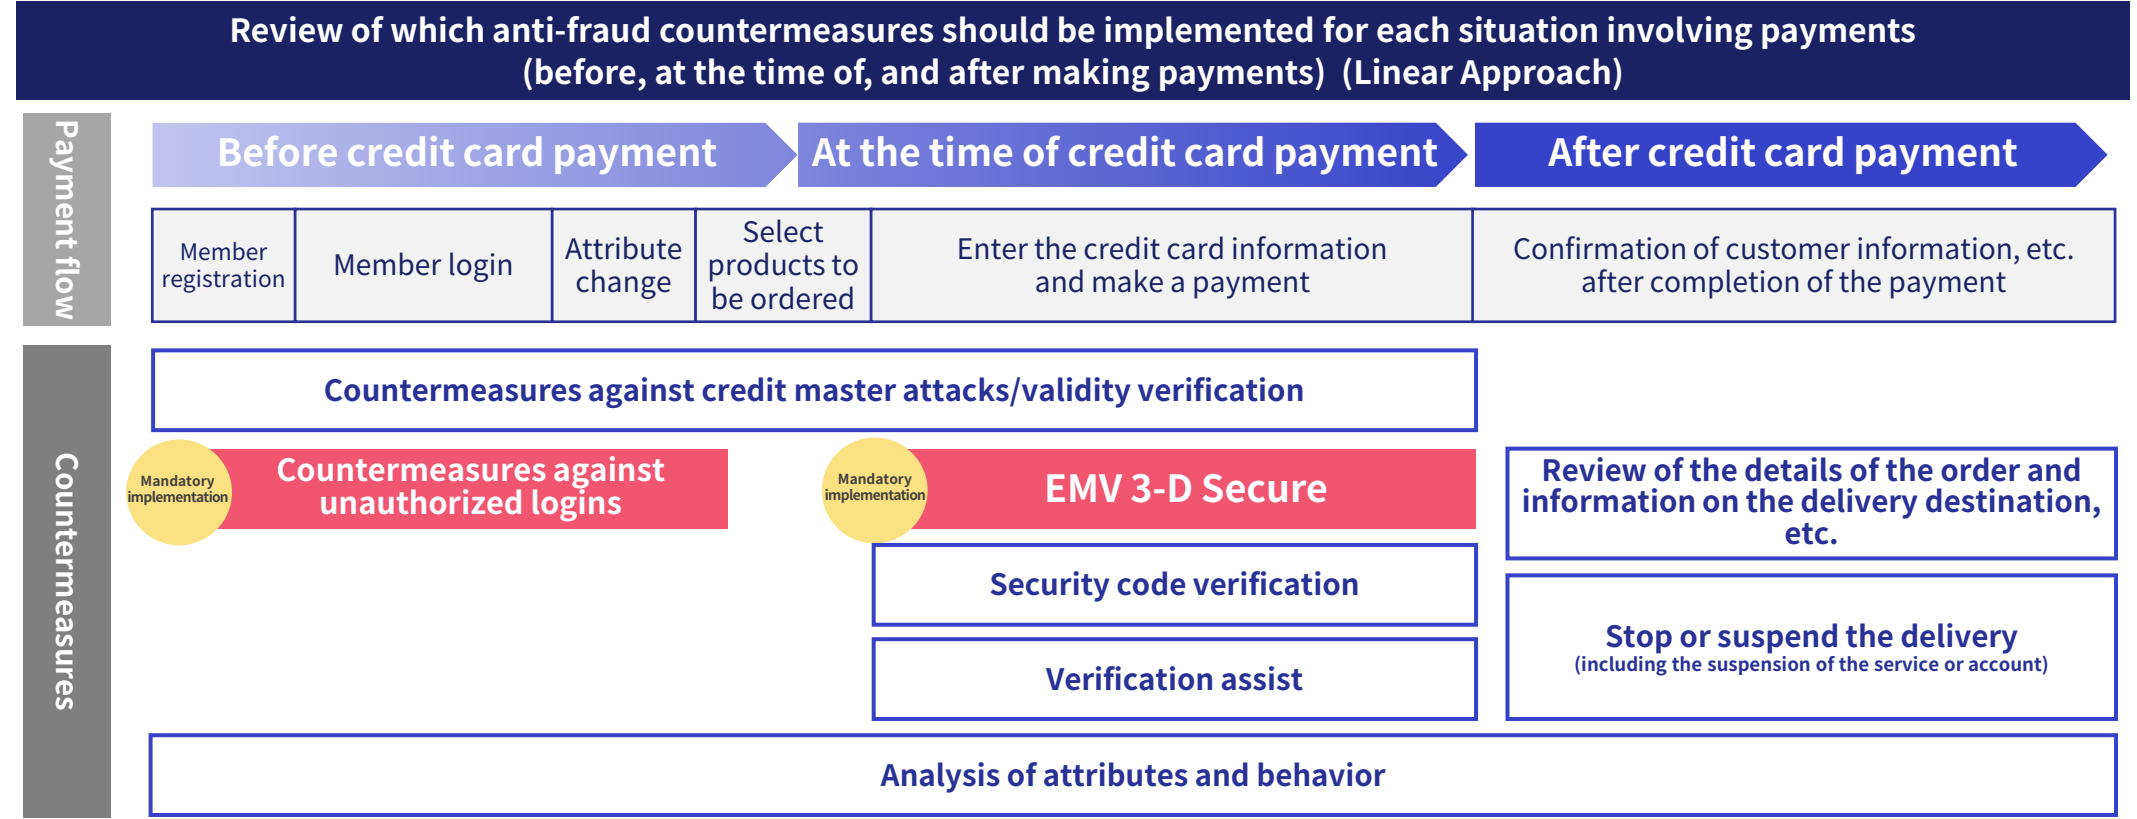 Review of which anti-fraud countermeasures should be implemented for each situation involving payments
(before, at the time of, and after making payments) (Linear Approach)
Payment flow
Before credit card payment
At the time of credit card payment
After credit card payment
Member
registration
Member login
Attribute
change
Select
products to
be ordered
Enter the credit card information
and make a payment
Confirmation of customer information, etc.
after completion of the payment
Countermeasures
Countermeasures against credit master attacks/validity verification
Mandatory
implementation
Countermeasures against
unauthorized logins
Mandatory
implementation
EMV 3-D Secure
Security code verification
Verification assist
Review of the details of the order and
information on the delivery destination,
etc.
Stop or suspend the delivery
(including the suspension of the service or account)
Analysis of attributes and behavior